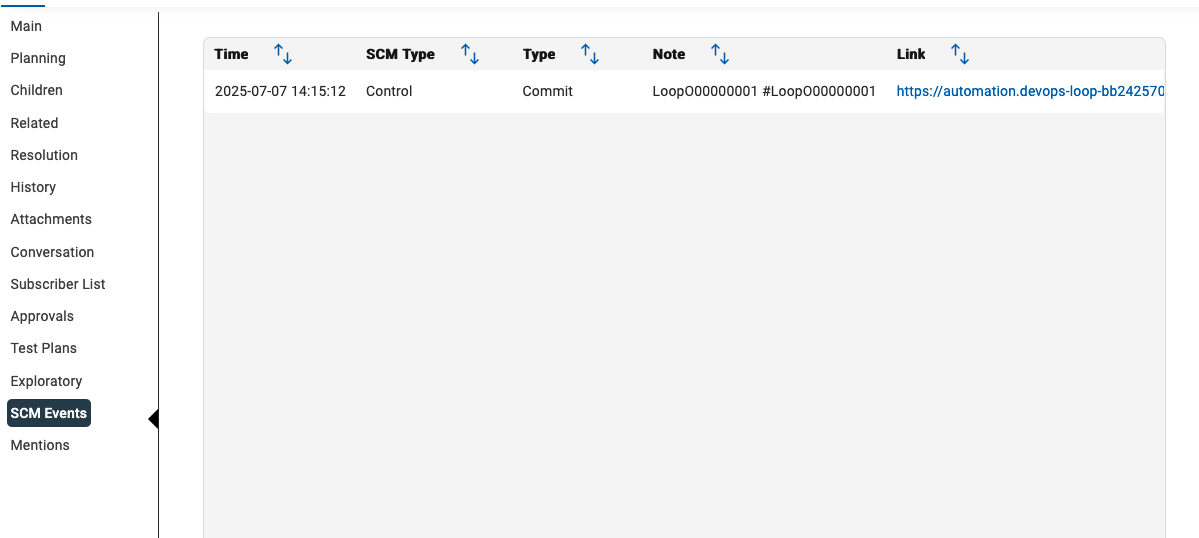 Main
Planning
Children
Related
Resolution
History
Attachments
Conversation
Subscriber List
Approvals
Test Plans
Exploratory
SCM Events
Mentions
Time SCM Type Type Note Link
2025-07-07 14:15:12 Control Commit LoopO00000001 #LoopO00000001 https://automation.devops-loop-bb242570